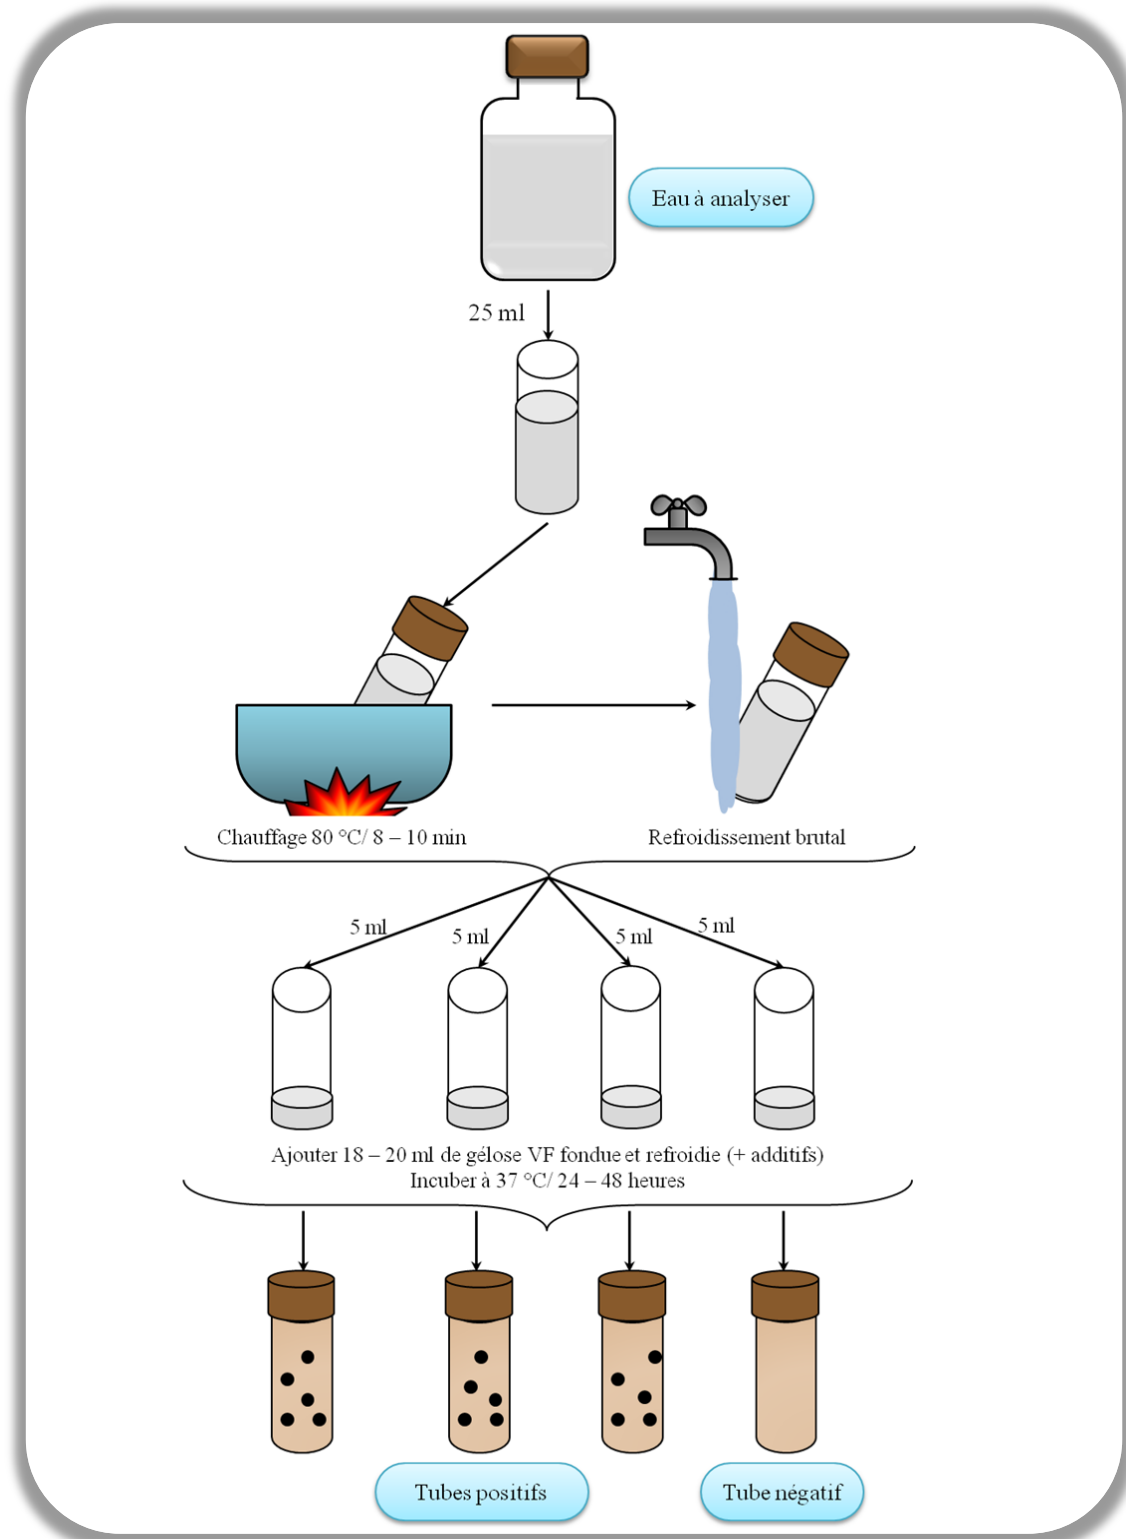 Eau à analyser
25 ml
Chauffage 80 °C/ 8 – 10 min
Refroidissement brutal
5 ml
5 ml
5 ml
5 ml
Ajouter 18 – 20 ml de gélose VF fondue et refroidie (+ additifs)
Incuber à 37 °C/ 24 – 48 heures
Tubes positifs
Tube négatif